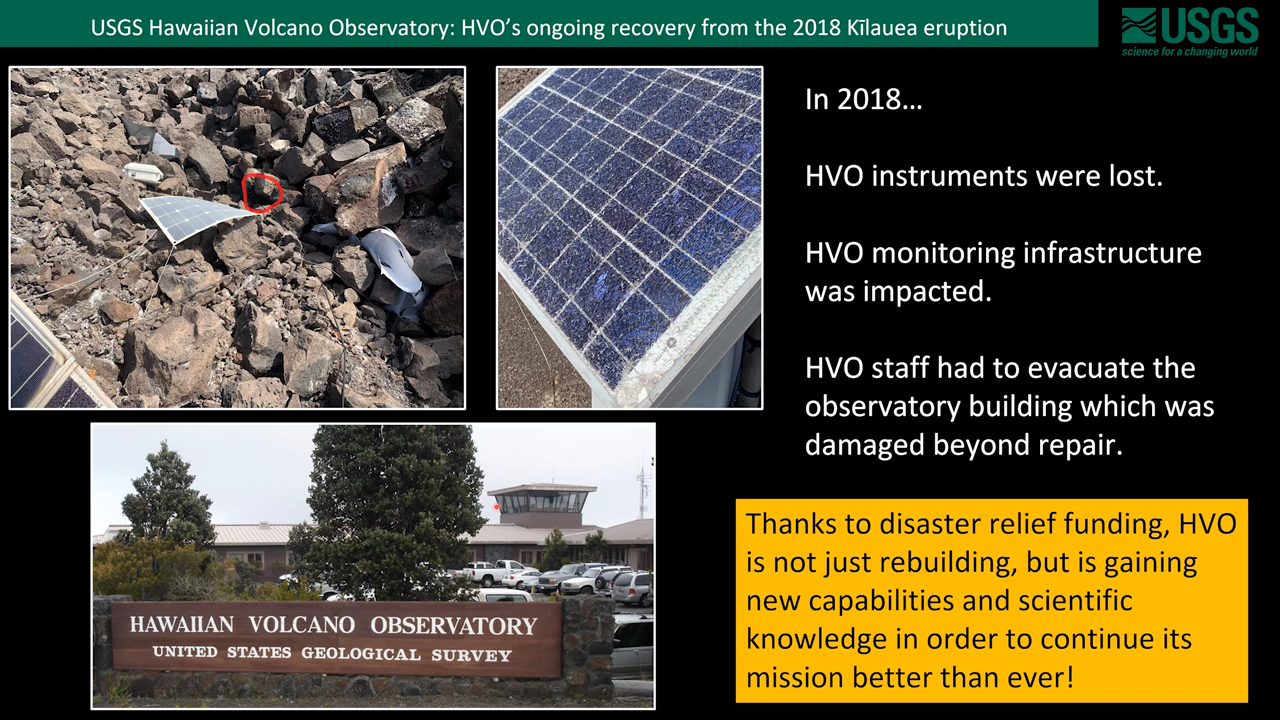 USGS Hawaiian Volcano Observatory: HVO’s ongoing recovery from the 2018 Kīlauea eruption
USGS
science for a changing world
In 2018…
HVO instruments were lost.
HVO monitoring infrastructure
was impacted.
HVO staff had to evacuate the
observatory building which was
damaged beyond repair.
HAWAIIAN VOLCANO OBSERVATORY
UNITED STATES GEOLOGICAL SURVEY
Thanks to disaster relief funding, HVO
is not just rebuilding, but is gaining
new capabilities and scientific
knowledge in order to continue its
mission better than ever!